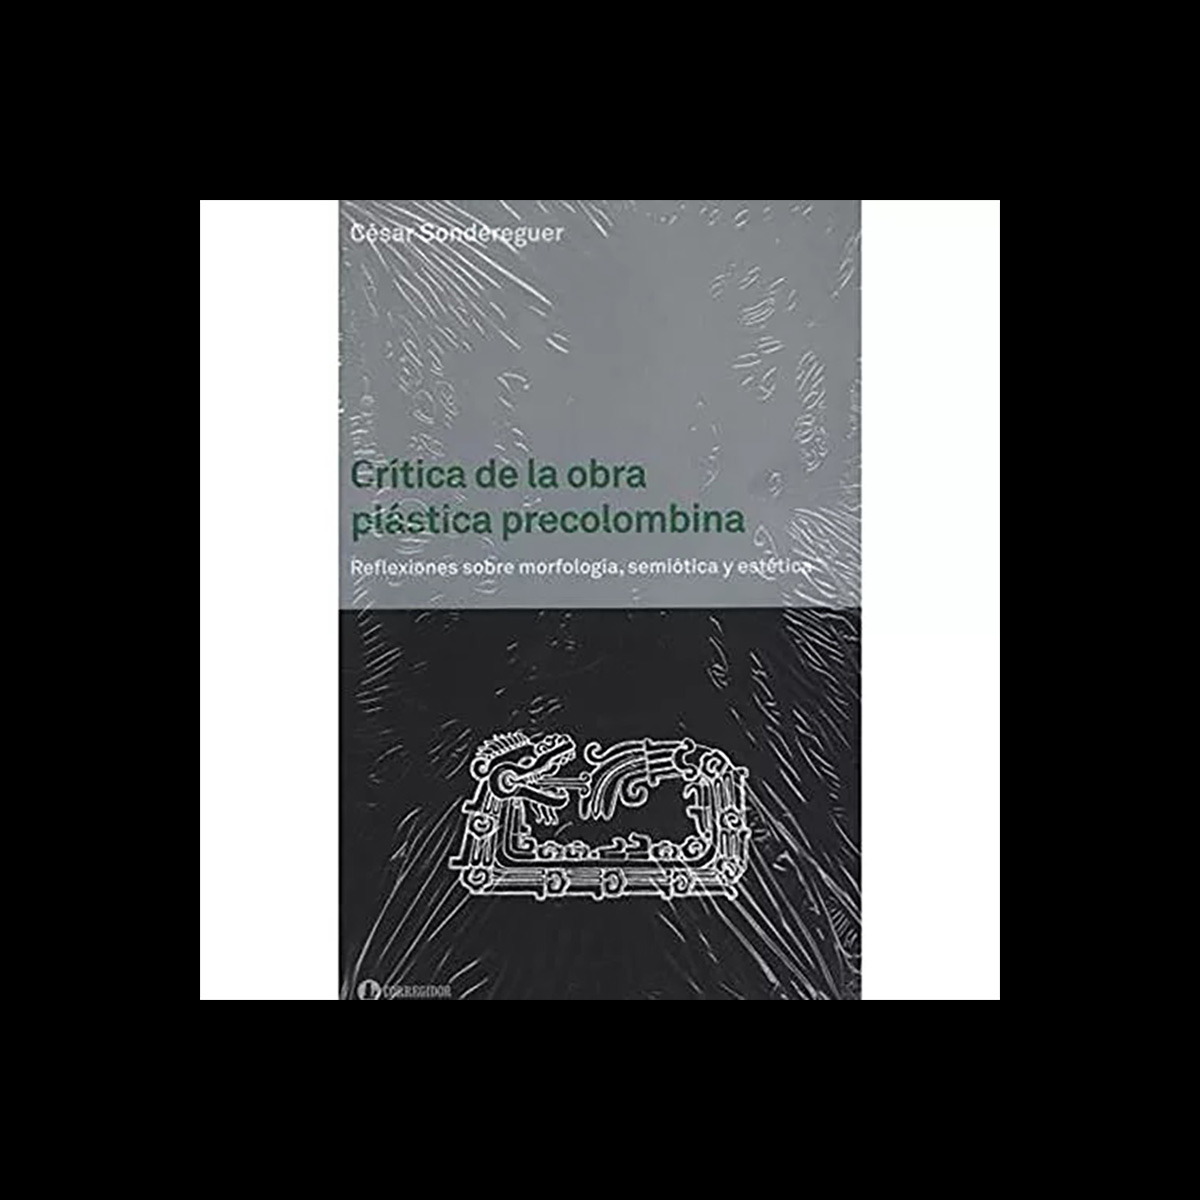 César Sondereguer
Crítica de la obra
plástica precolombina
Reflexiones sobre morfología, semiótica y estética
CORREGIDOR